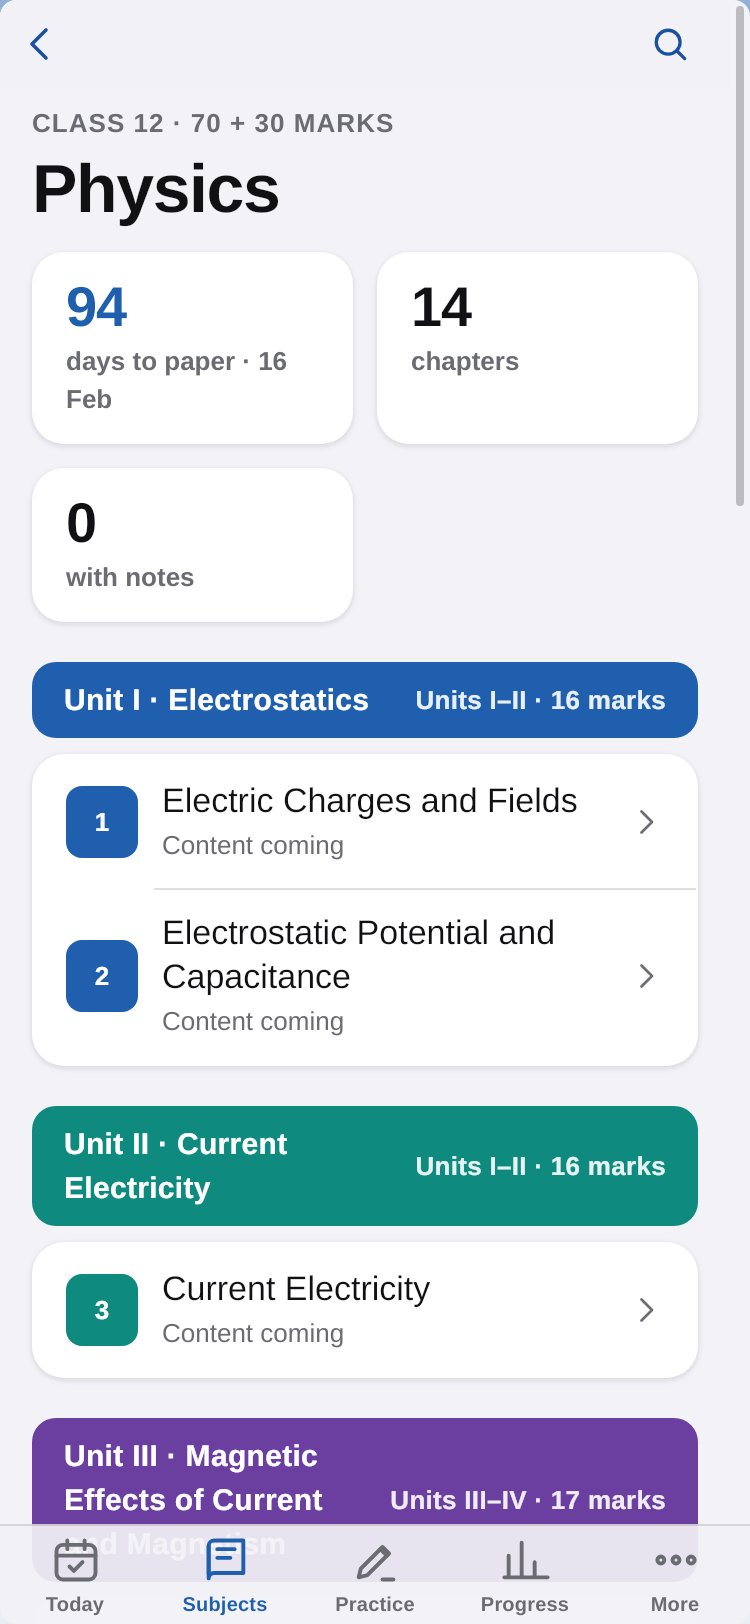 CLASS 12 · 70 + 30 MARKS
Physics
94
days to paper · 16
Feb
14
chapters
0
with notes
Unit I · Electrostatics
Units I–II · 16 marks
1
Electric Charges and Fields
Content coming
2
Electrostatic Potential and
Capacitance
Content coming
Unit II · Current
Electricity
Units I–II · 16 marks
3
Current Electricity
Content coming
Unit III · Magnetic
Effects of Current
and Magnetism
Units III–IV · 17 marks
Today
Subjects
Practice
Progress
More